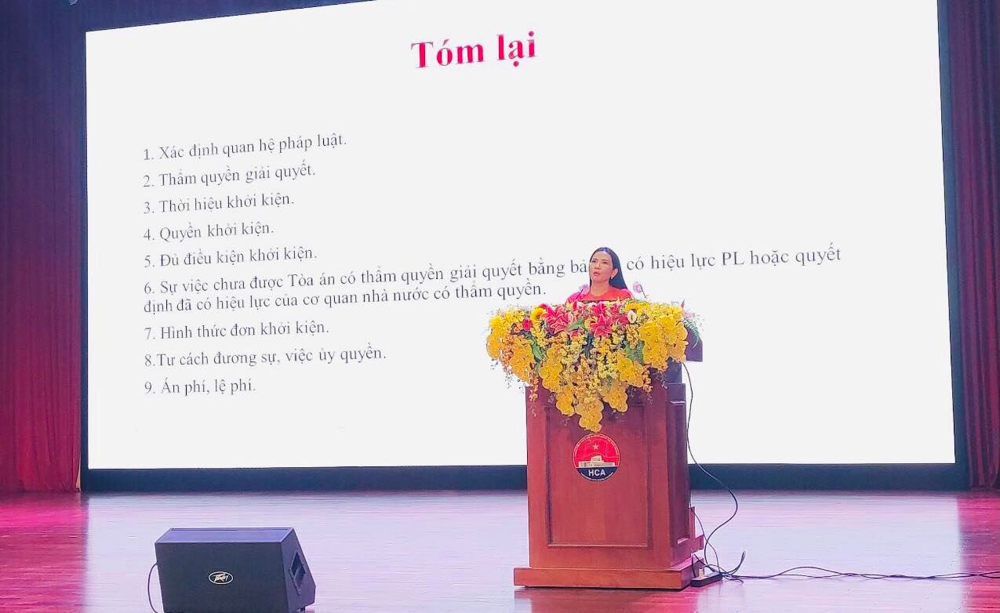 Tóm lại
1. Xác định quan hệ pháp luật.
2. Thẩm quyền giải quyết.
3. Thời hiệu khởi kiện.
4. Quyền khởi kiện.
5. Đủ điều kiện khởi kiện.
6. Sự việc chưa được Tòa án có thẩm quyền giải quyết bằng có hiệu lực PL hoặc quyết
định đã có hiệu lực của cơ quan nhà nước có thẩm quyền.
7. Hình thức đơn khởi kiện.
8.Tư cách đương sự, việc ủy quyền.
9. Án phí, lệ phí.
HCA
PEAVEY